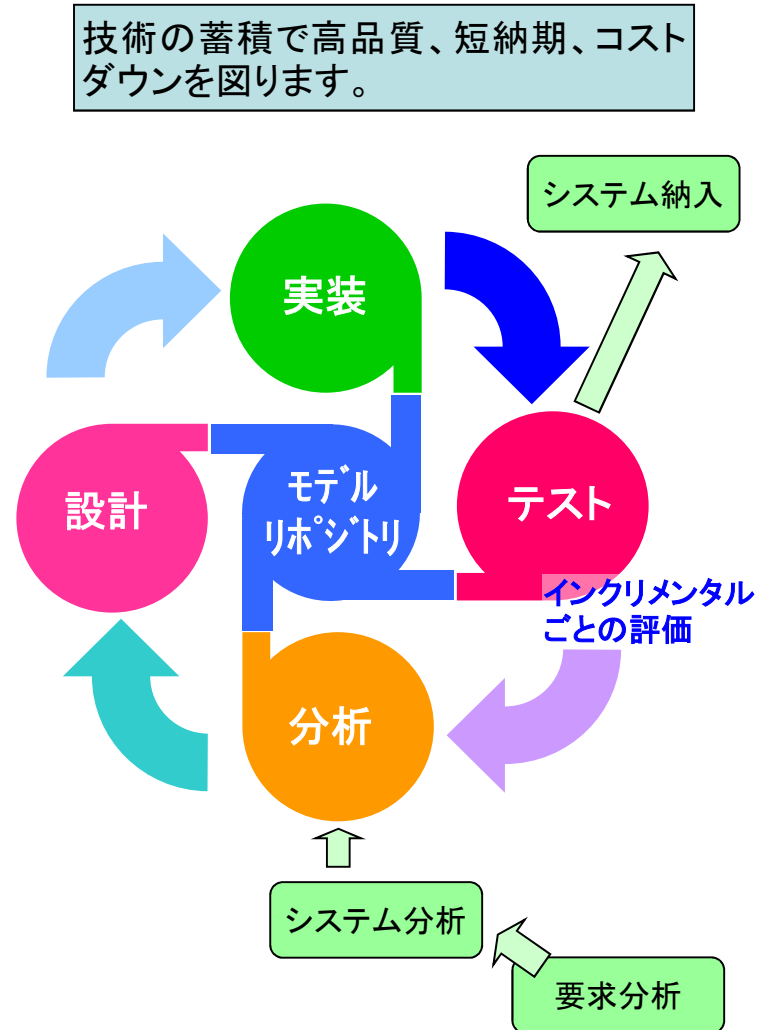 技術の蓄積で高品質、短納期、コスト
ダウンを図ります。
システム納入
実装
設計
モデル
リポジトリ
テスト
インクリメンタル
ごとの評価
分析
システム分析
要求分析